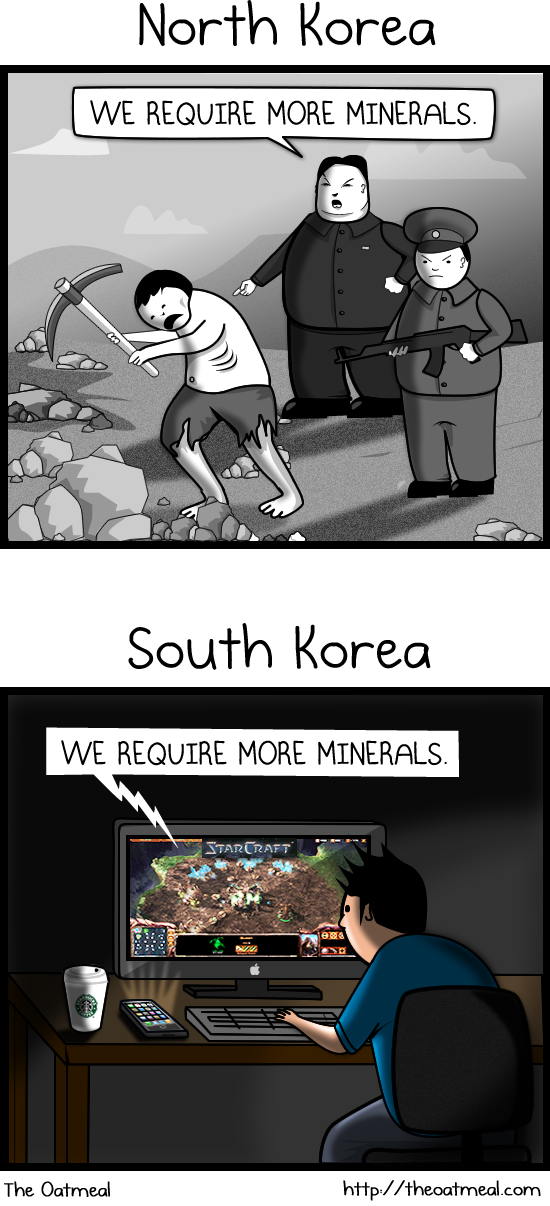 North Korea
WE REQUIRE MORE MINERALS.
South Korea
WE REQUIRE MORE MINERALS.
STARCRAFT
The Oatmeal
http://theoatmeal.com